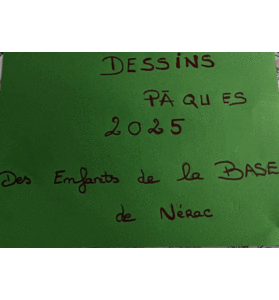 DESSINS
PÂQUES
2025
Des Enfants de la BASE
de Nérac